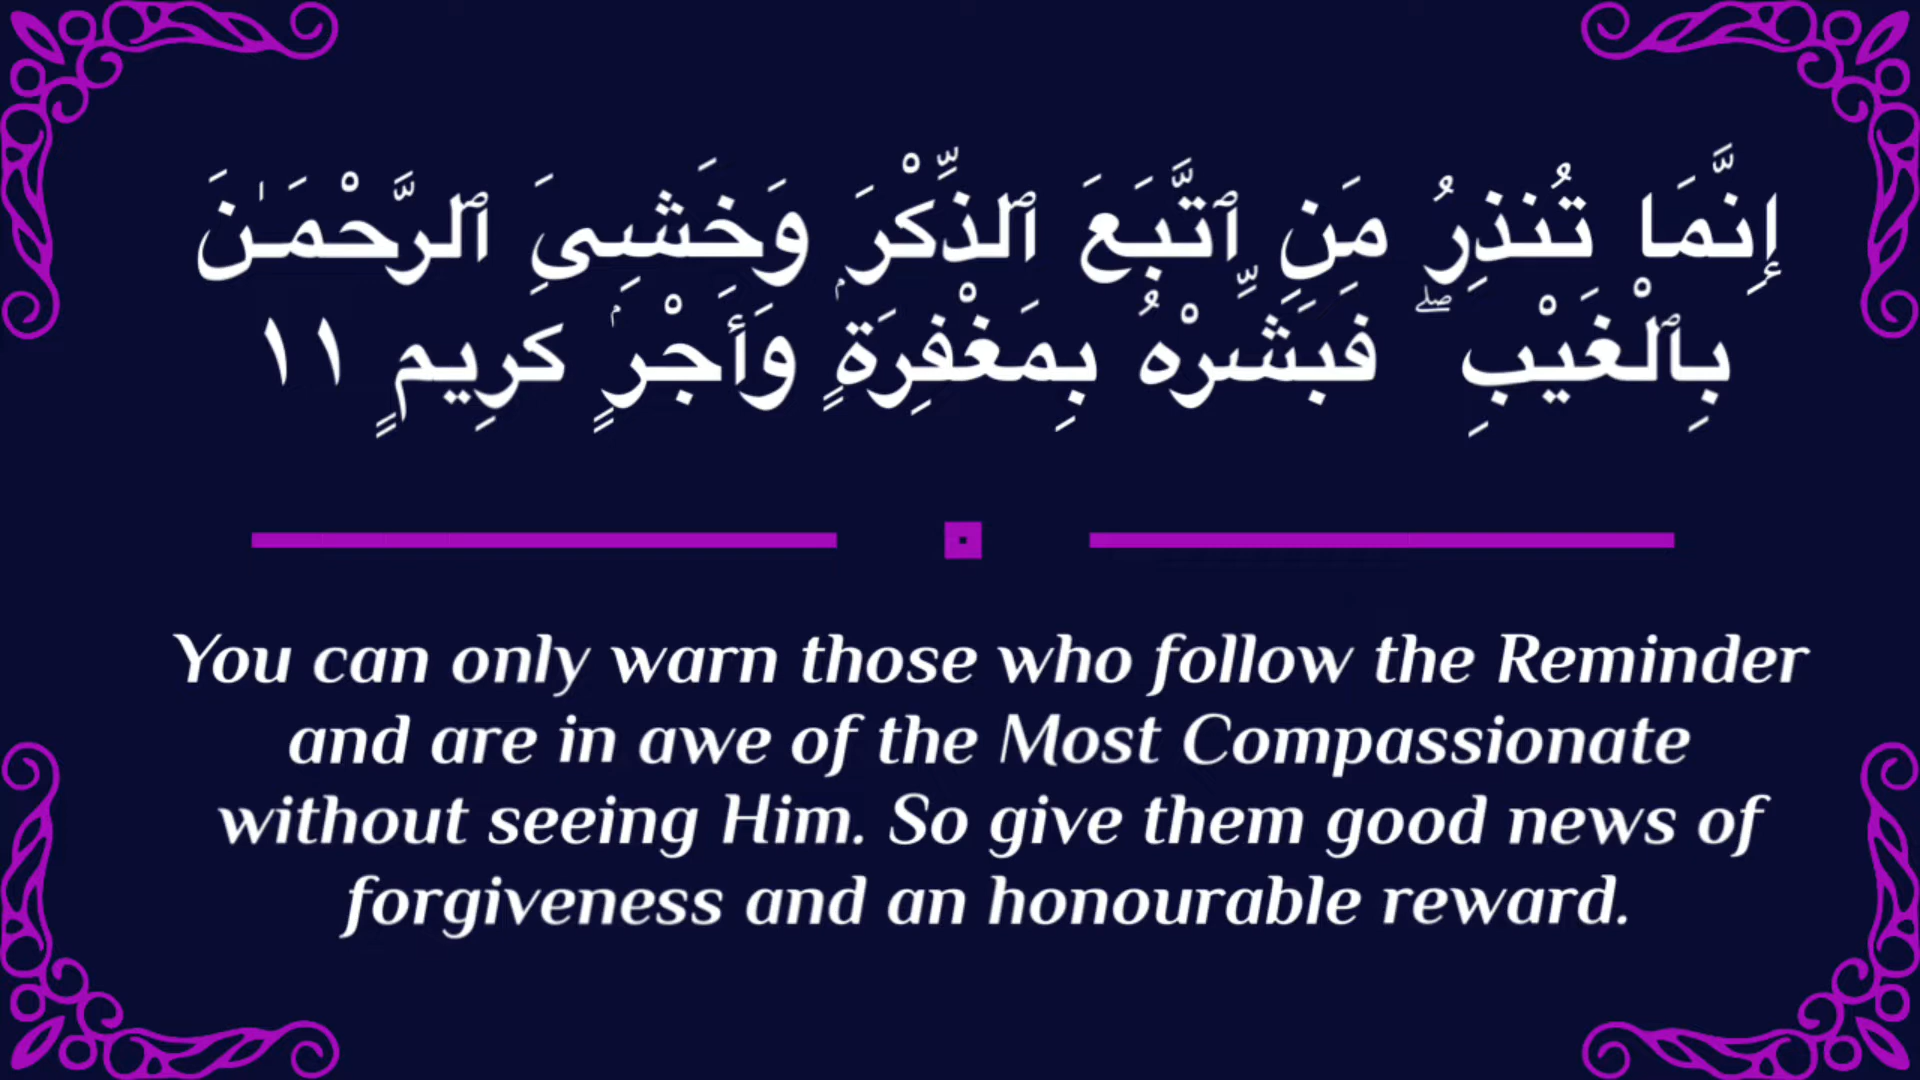 إِنَّمَا تُنذِرُ مَنِ ٱتَّبَعَ ٱلذِّكْرَ وَخَشِىَ ٱلرَّحْمَـٰنَ
بِٱلْغَيْبِ ۖ فَبَشِّرْهُ بِمَغْفِرَةٍۢ وَأَجْرٍۢ كَرِيمٍ ١١
You can only warn those who follow the Reminder
and are in awe of the Most Compassionate
without seeing Him. So give them good news of
forgiveness and an honourable reward.